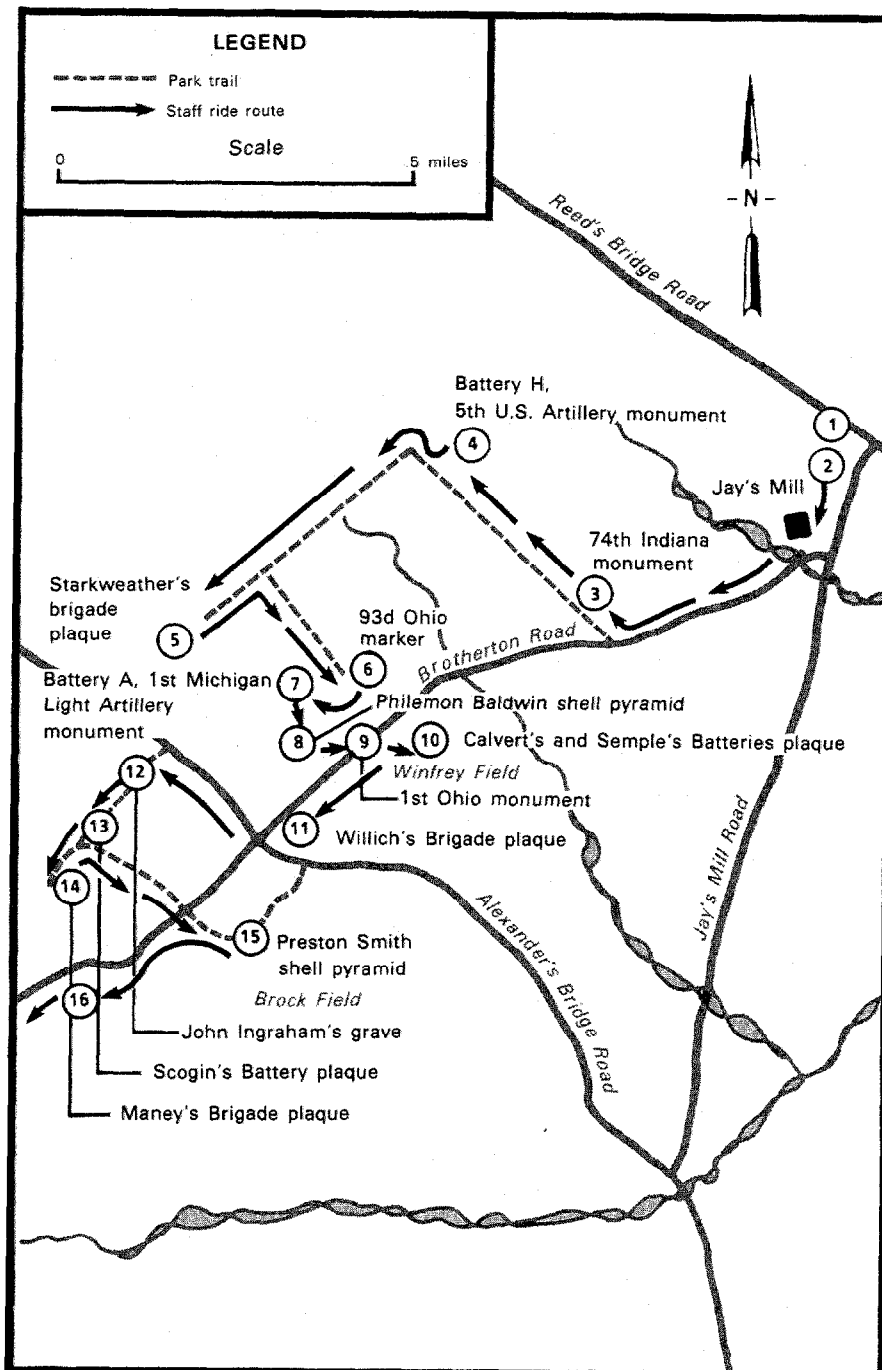 LEGEND
Park trail
Staff ride route
Scale
0 5 miles
- N -
Reed's Bridge Road
Battery H,
5th U.S. Artillery monument
1
4
2
Jay's Mill
74th Indiana
monument
3
Starkweather's
brigade
plaque
5
93d Ohio
marker
Brotherton Road
6
Battery A, 1st Michigan
Light Artillery
monument
7
Philemon Baldwin shell pyramid
8
9
10
Calvert's and Semple's Batteries plaque
Winfrey Field
1st Ohio monument
12
11
Willich's Brigade plaque
13
14
Jay's Mill Road
Alexander's Bridge Road
15
Preston Smith
shell pyramid
16
Brock Field
John Ingraham's grave
Scogin's Battery plaque
Maney's Brigade plaque